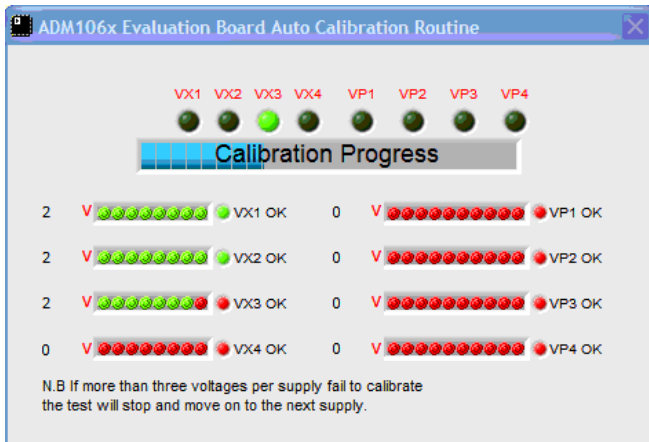 ADM106x Evaluation Board Auto Calibration Routine
VX1 VX2 VX3 VX4 VP1 VP2 VP3 VP4
Calibration Progress
2 V VX1 OK 0 V VP1 OK
2 V VX2 OK 0 V VP2 OK
2 V VX3 OK 0 V VP3 OK
0 V VX4 OK 0 V VP4 OK
N.B If more than three voltages per supply fail to calibrate
the test will stop and move on to the next supply.